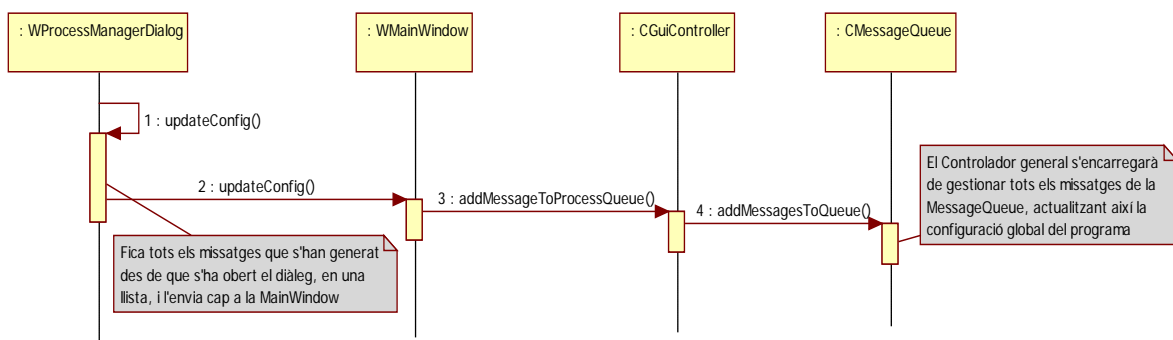 : WProcessManagerDialog
: WMainWindow
: CGuiController
: CMessageQueue
1 : updateConfig()
2 : updateConfig()
3 : addMessageToProcessQueue()
4 : addMessagesToQueue()
El Controlador general s'encarregarà
de gestionar tots els missatges de la
MessageQueue, actualitzant així la
configuració global del programa
Fica tots els missatges que s'han generat
des de que s'ha obert el diàleg, en una
llista, i l'envia cap a la MainWindow